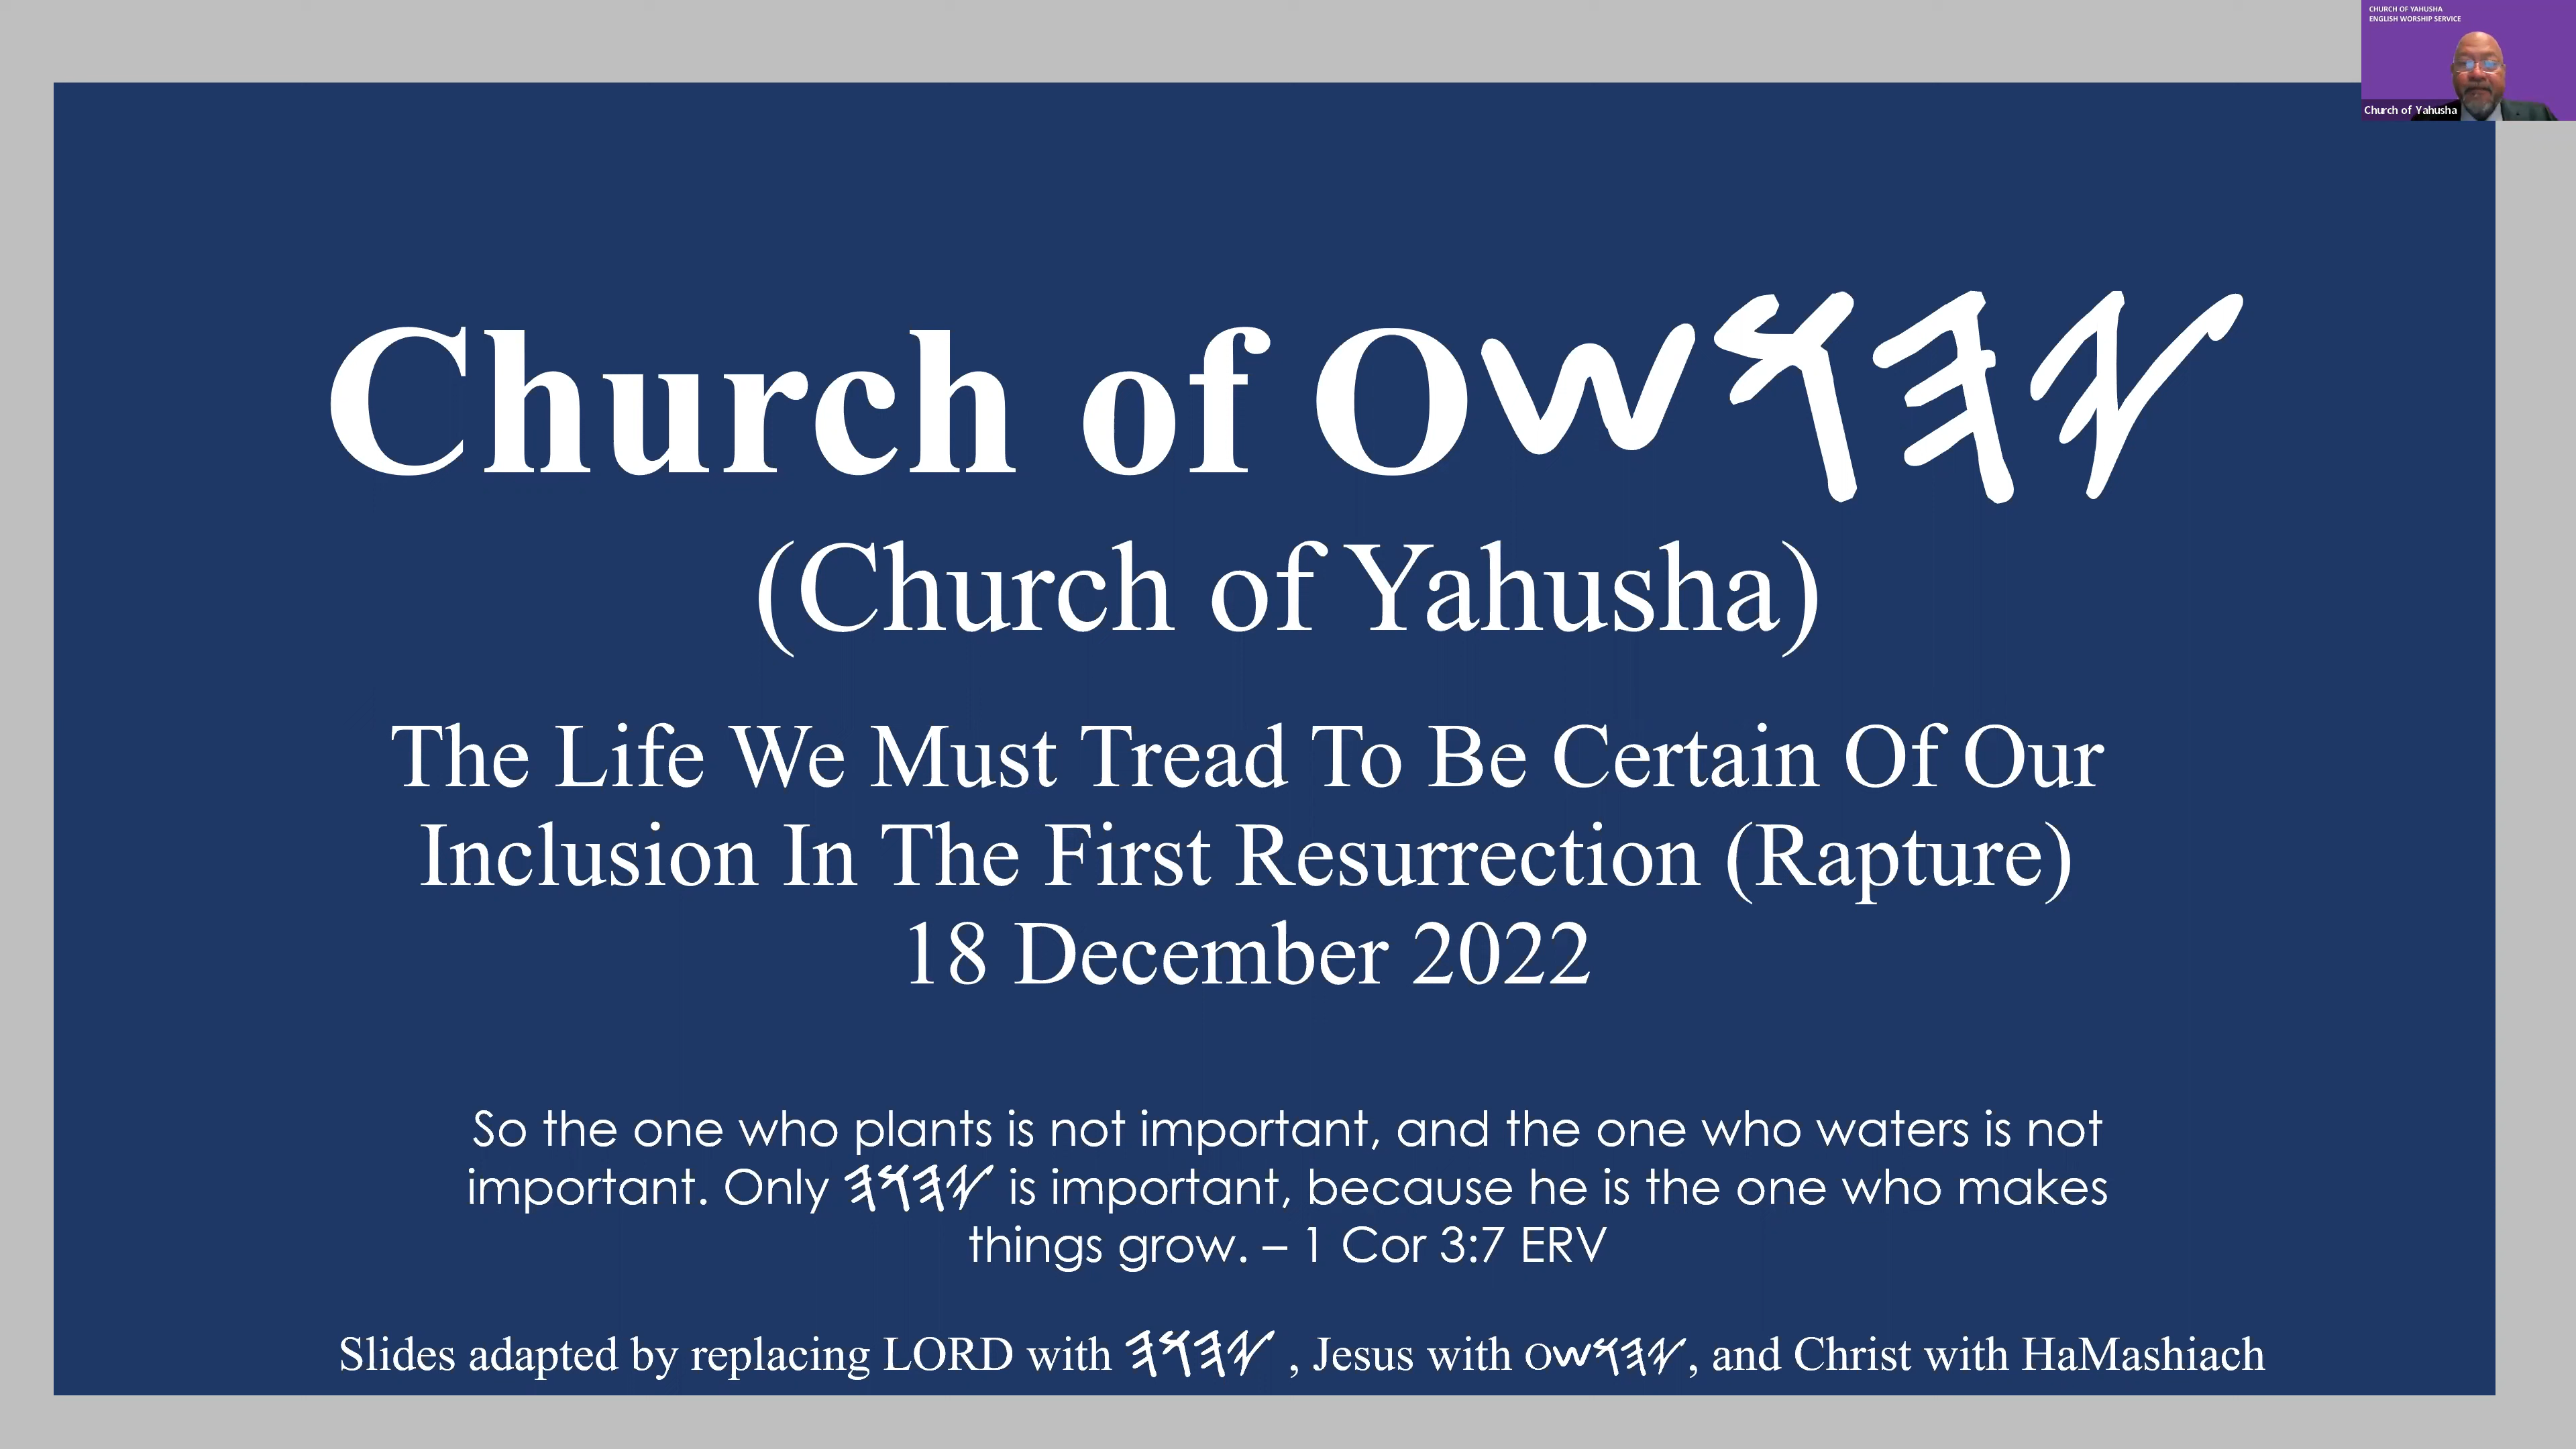 CHURCH OF YAHUSHA
ENGLISH WORSHIP SERVICE
Church of Yahusha
Church of 𐤉𐤄𐤅𐤔𐤏
(Church of Yahusha)
The Life We Must Tread To Be Certain Of Our
Inclusion In The First Resurrection (Rapture)
18 December 2022
So the one who plants is not important, and the one who waters is not
important. Only 𐤉𐤄𐤅𐤄 is important, because he is the one who makes
things grow. – 1 Cor 3:7 ERV
Slides adapted by replacing LORD with 𐤉𐤄𐤅𐤄 , Jesus with 𐤉𐤄𐤅𐤔𐤏, and Christ with HaMashiach